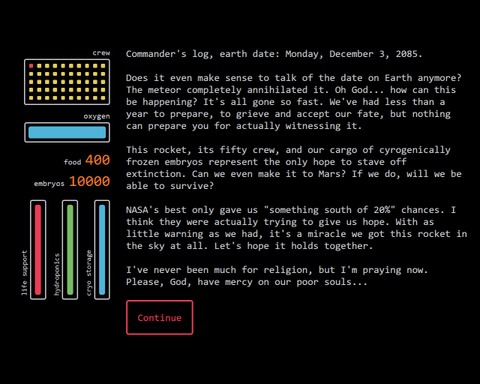 crew
oxygen
food 400
embryos 10000
life support
hydroponics
cryo storage
Commander's log, earth date: Monday, December 3, 2085.
Does it even make sense to talk of the date on Earth anymore?
The meteor completely annihilated it. Oh God... how can this
be happening? It's all gone so fast. We've had less than a
year to prepare, to grieve and accept our fate, but nothing
can prepare you for actually witnessing it.
This rocket, its fifty crew, and our cargo of cyrogenically
frozen embryos represent the only hope to stave off
extinction. Can we even make it to Mars? If we do, will we be
able to survive?
NASA's best only gave us "something south of 20%" chances. I
think they were actually trying to give us hope. With as
little warning as we had, it's a miracle we got this rocket in
the sky at all. Let's hope it holds together.
I've never been much for religion, but I'm praying now.
Please, God, have mercy on our poor souls...
Continue